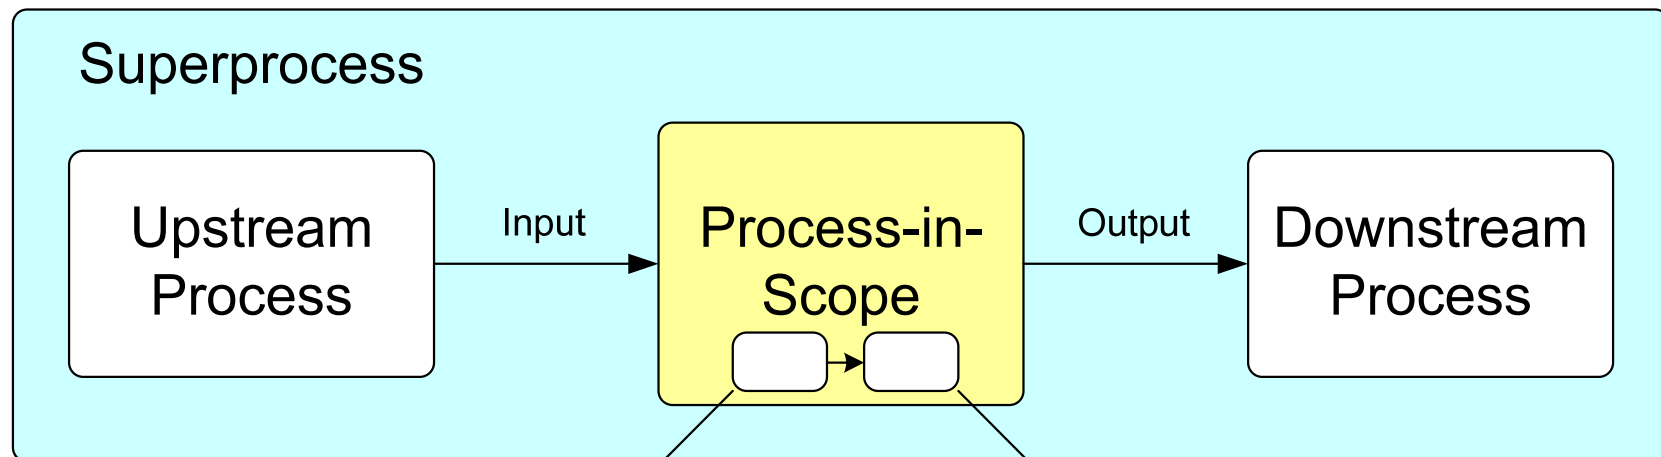 Superprocess
Upstream
Process
Input
Process-in-
Scope
Output
Downstream
Process